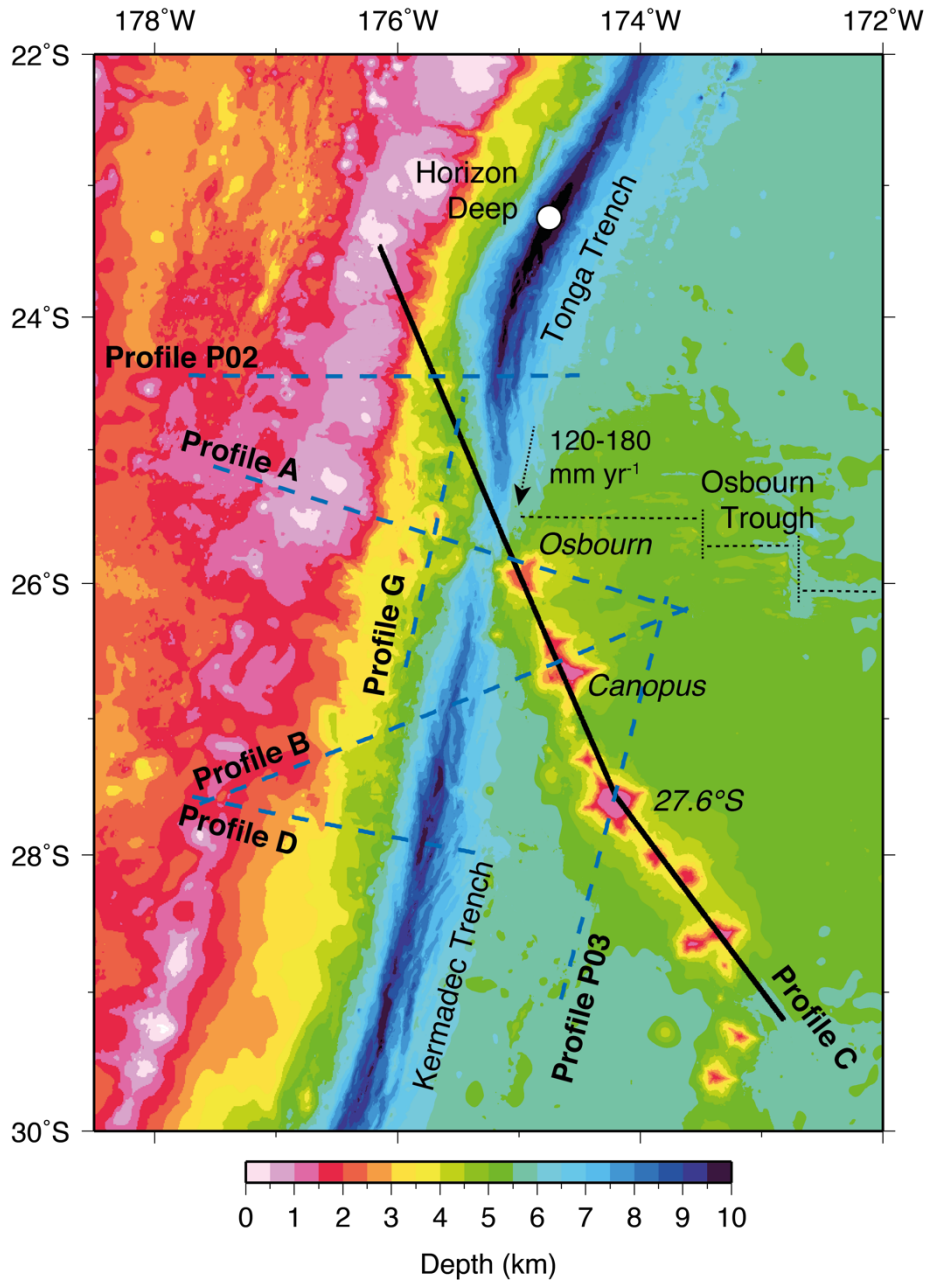 178°W 176°W 174°W 172°W
22°S
Horizon
Deep
Tonga Trench
24°S
Profile P02
120-180
mm yr⁻¹
Profile A
Osbourn
Trough
Osbourn
26°S
Profile G
Canopus
Profile B
27.6°S
Profile D
28°S
Kermadec Trench
Profile P03
Profile C
30°S
0 1 2 3 4 5 6 7 8 9 10
Depth (km)